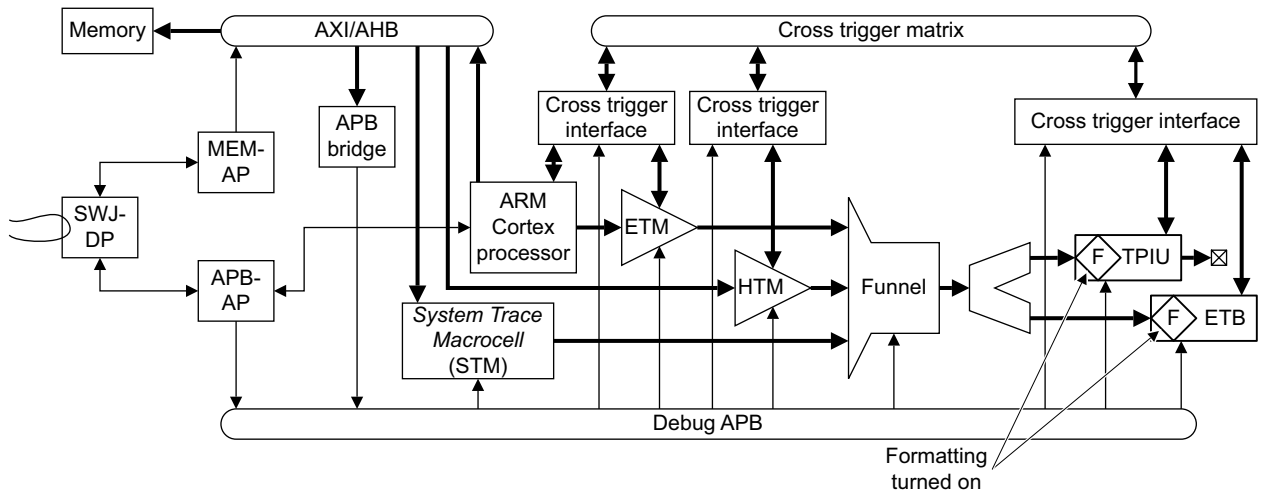 Memory
AXI/AHB
Cross trigger matrix
APB
bridge
Cross trigger
interface
Cross trigger
interface
Cross trigger interface
MEM-
AP
SWJ-
DP
ARM
Cortex
processor
ETM
F
TPIU
APB-
AP
HTM
Funnel
System Trace
Macrocell
(STM)
F
ETB
Debug APB
Formatting
turned on